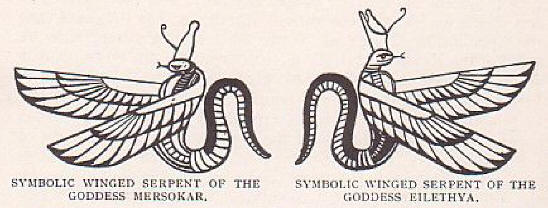 SYMBOLIC WINGED SERPENT OF THE
GODDESS MERSOKAR.
SYMBOLIC WINGED SERPENT OF THE
GODDESS EILETHYA.